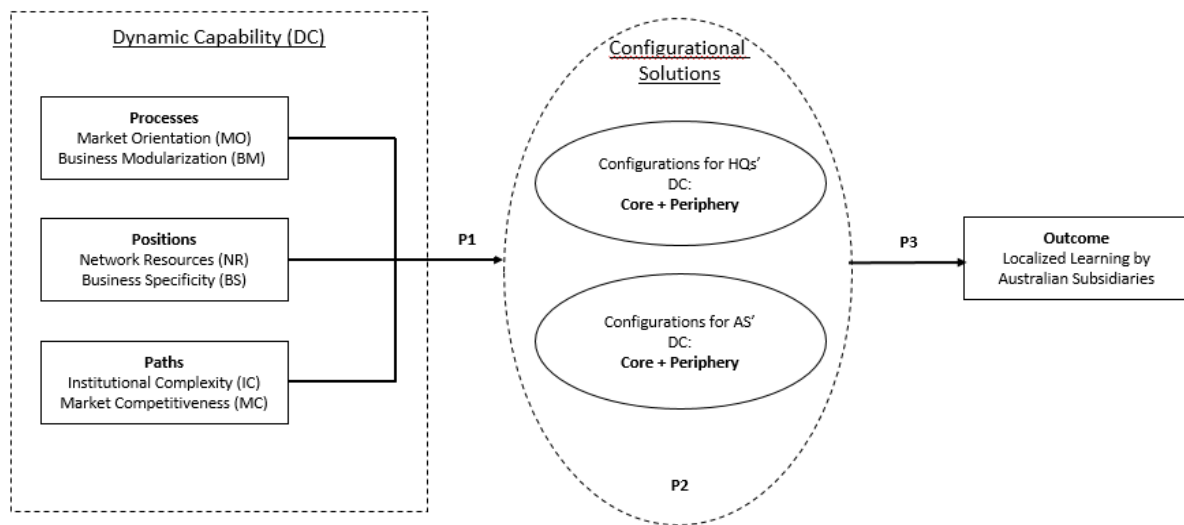 Dynamic Capability (DC)
Processes
Market Orientation (MO)
Business Modularization (BM)
Positions
Network Resources (NR)
Business Specificity (BS)
Paths
Institutional Complexity (IC)
Market Competitiveness (MC)
P1
Configurational
Solutions
Configurations for HQs’
DC:
Core + Periphery
Configurations for AS’
DC:
Core + Periphery
P2
P3
Outcome
Localized Learning by
Australian Subsidiaries